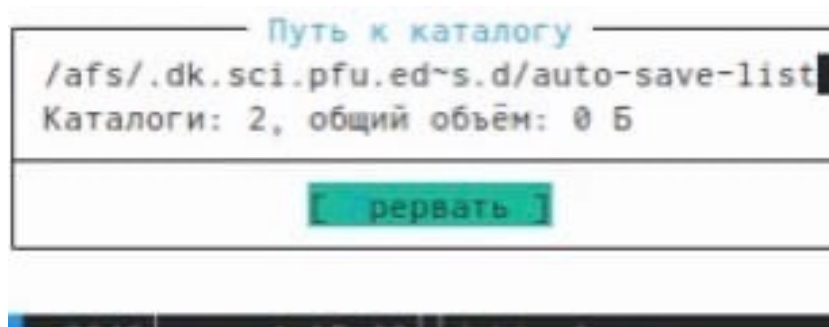 Путь к каталогу
/afs/.dk.sci.pfu.ed~s.d/auto-save-list
Каталоги: 2, общий объём: 0 Б
[ рервать ]